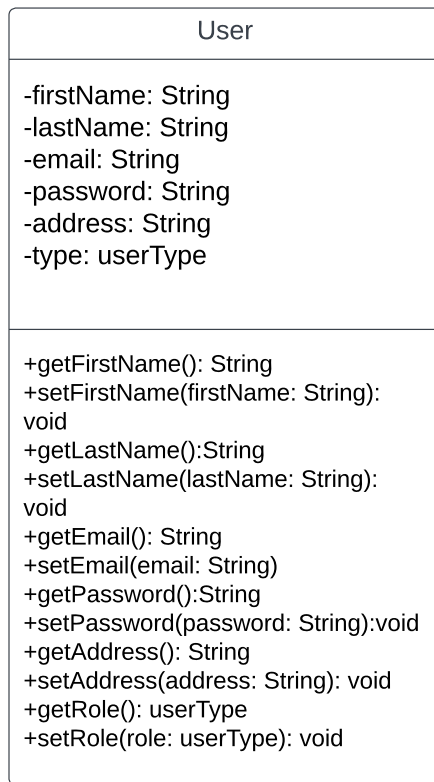 User
-firstName: String
-lastName: String
-email: String
-password: String
-address: String
-type: userType
+getFirstName(): String
+setFirstName(firstName: String):
void
+getLastName():String
+setLastName(lastName: String):
void
+getEmail(): String
+setEmail(email: String)
+getPassword():String
+setPassword(password: String):void
+getAddress(): String
+setAddress(address: String): void
+getRole(): userType
+setRole(role: userType): void